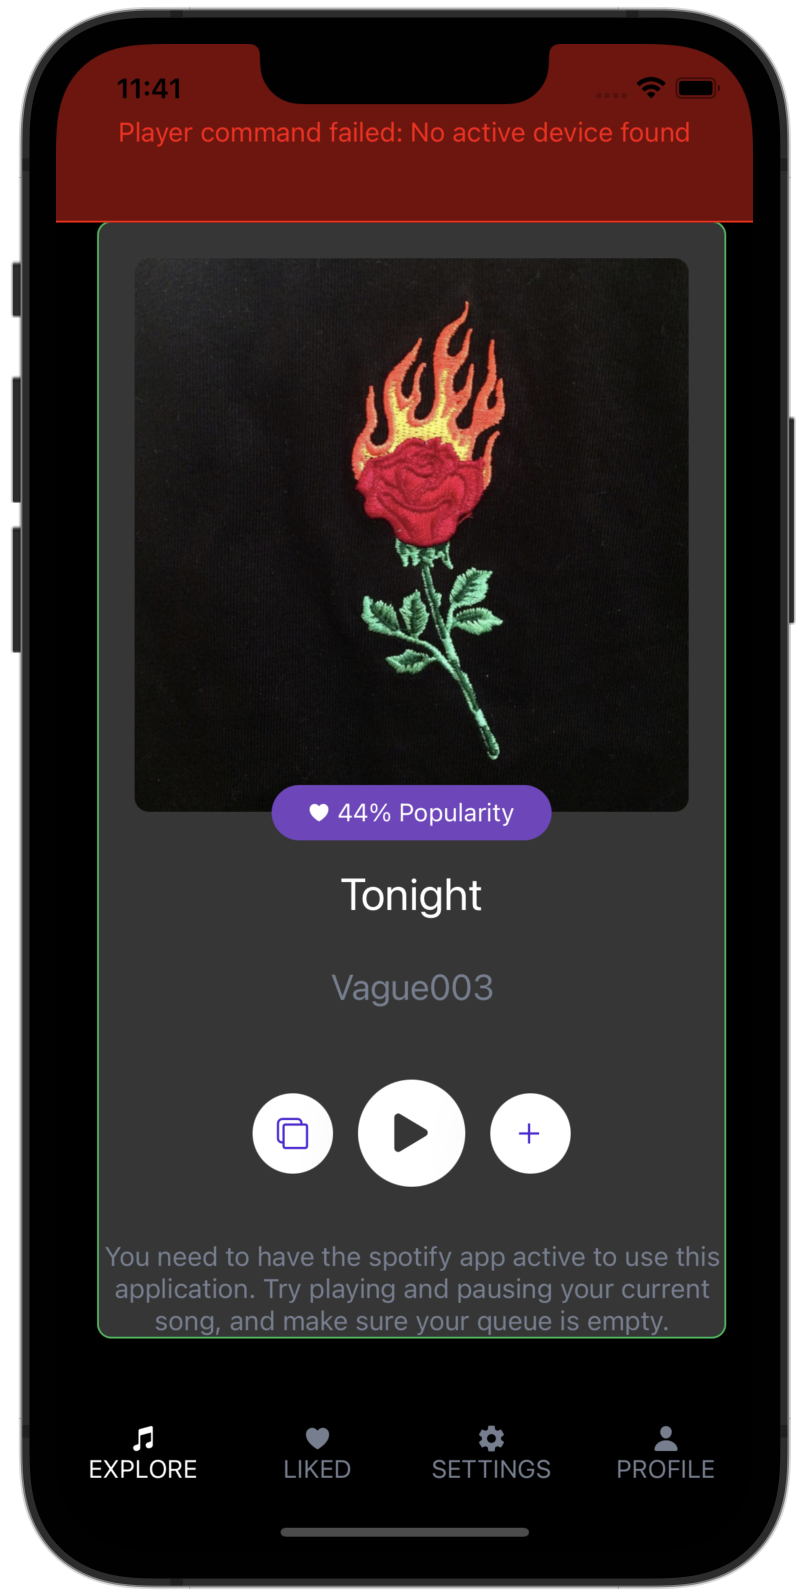 11:41
Player command failed: No active device found
44% Popularity
Tonight
Vague003
You need to have the spotify app active to use this
application. Try playing and pausing your current
song, and make sure your queue is empty.
EXPLORE LIKED SETTINGS PROFILE